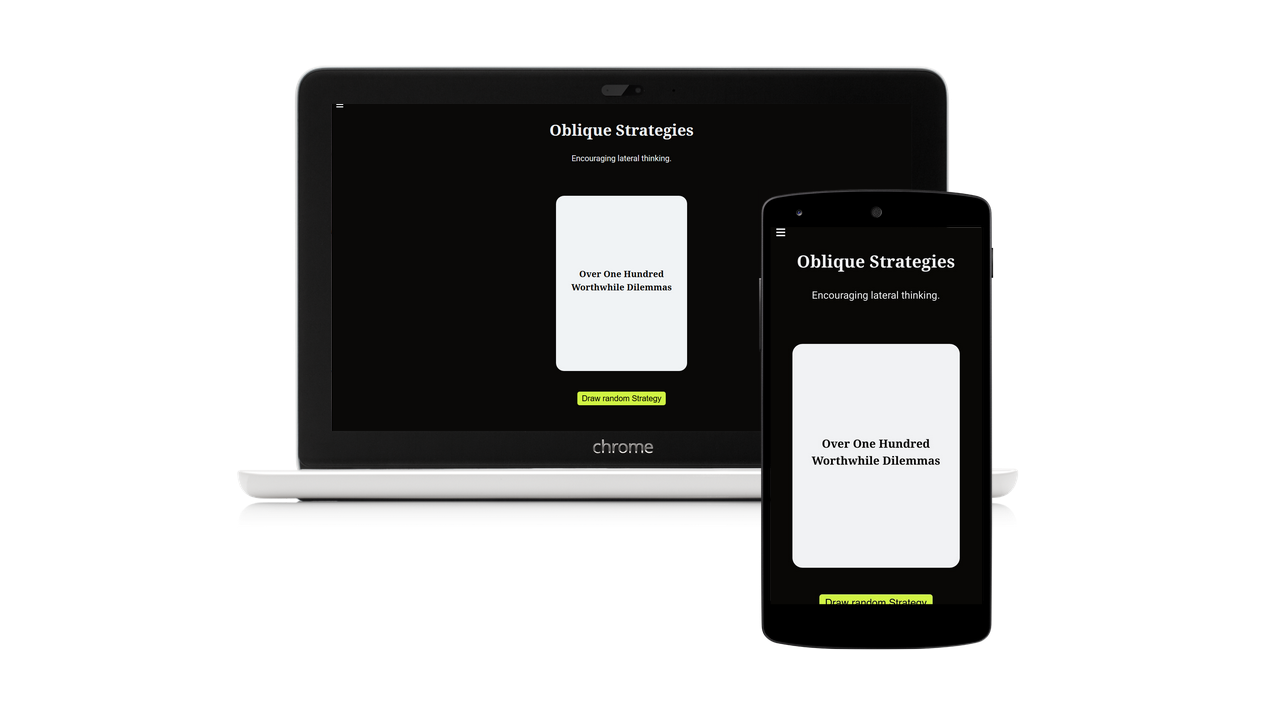 Oblique Strategies
Encouraging lateral thinking.
Over One Hundred
Worthwhile Dilemmas
Draw random Strategy
chrome
Oblique Strategies
Encouraging lateral thinking.
Over One Hundred
Worthwhile Dilemmas
Draw random Strategy